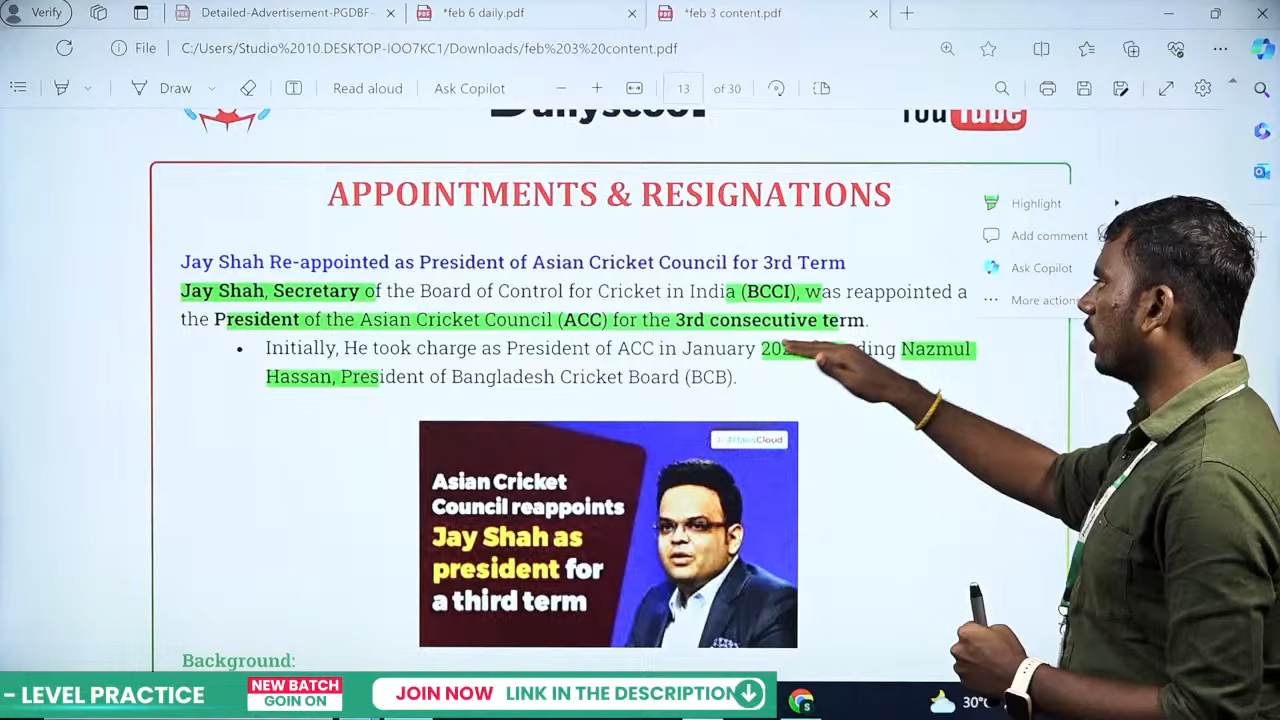 Verify
Detailed-Advertisement-PGDBF-
*feb 6 daily.pdf
*feb 3 content.pdf
File
C:/Users/Studio%2010.DESKTOP-IOO7KC1/Downloads/feb%203%20content.pdf
Draw
Read aloud
Ask Copilot
13 of 30
YouTube
APPOINTMENTS & RESIGNATIONS
Highlight
Add comment
Ask Copilot
More action
Jay Shah Re-appointed as President of Asian Cricket Council for 3rd Term
Jay Shah, Secretary of the Board of Control for Cricket in India (BCCI), was reappointed a
the President of the Asian Cricket Council (ACC) for the 3rd consecutive term.
• Initially, He took charge as President of ACC in January Nazmul
Hassan, President of Bangladesh Cricket Board (BCB).
AffairsCloud
Asian Cricket
Council reappoints
Jay Shah as
president for
a third term
Background:
- LEVEL PRACTICE
NEW BATCH
GOIN ON
JOIN NOW LINK IN THE DESCRIPTION
30°